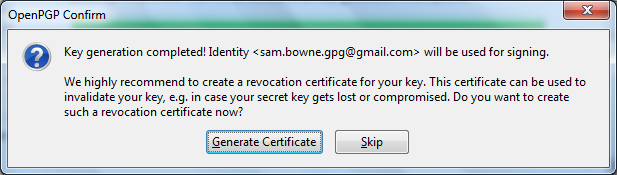 OpenPGP Confirm
Key generation completed! Identity <sam.bowne.gpg@gmail.com> will be used for signing.
We highly recommend to create a revocation certificate for your key. This certificate can be used to
invalidate your key, e.g. in case your secret key gets lost or compromised. Do you want to create
such a revocation certificate now?
Generate Certificate
Skip